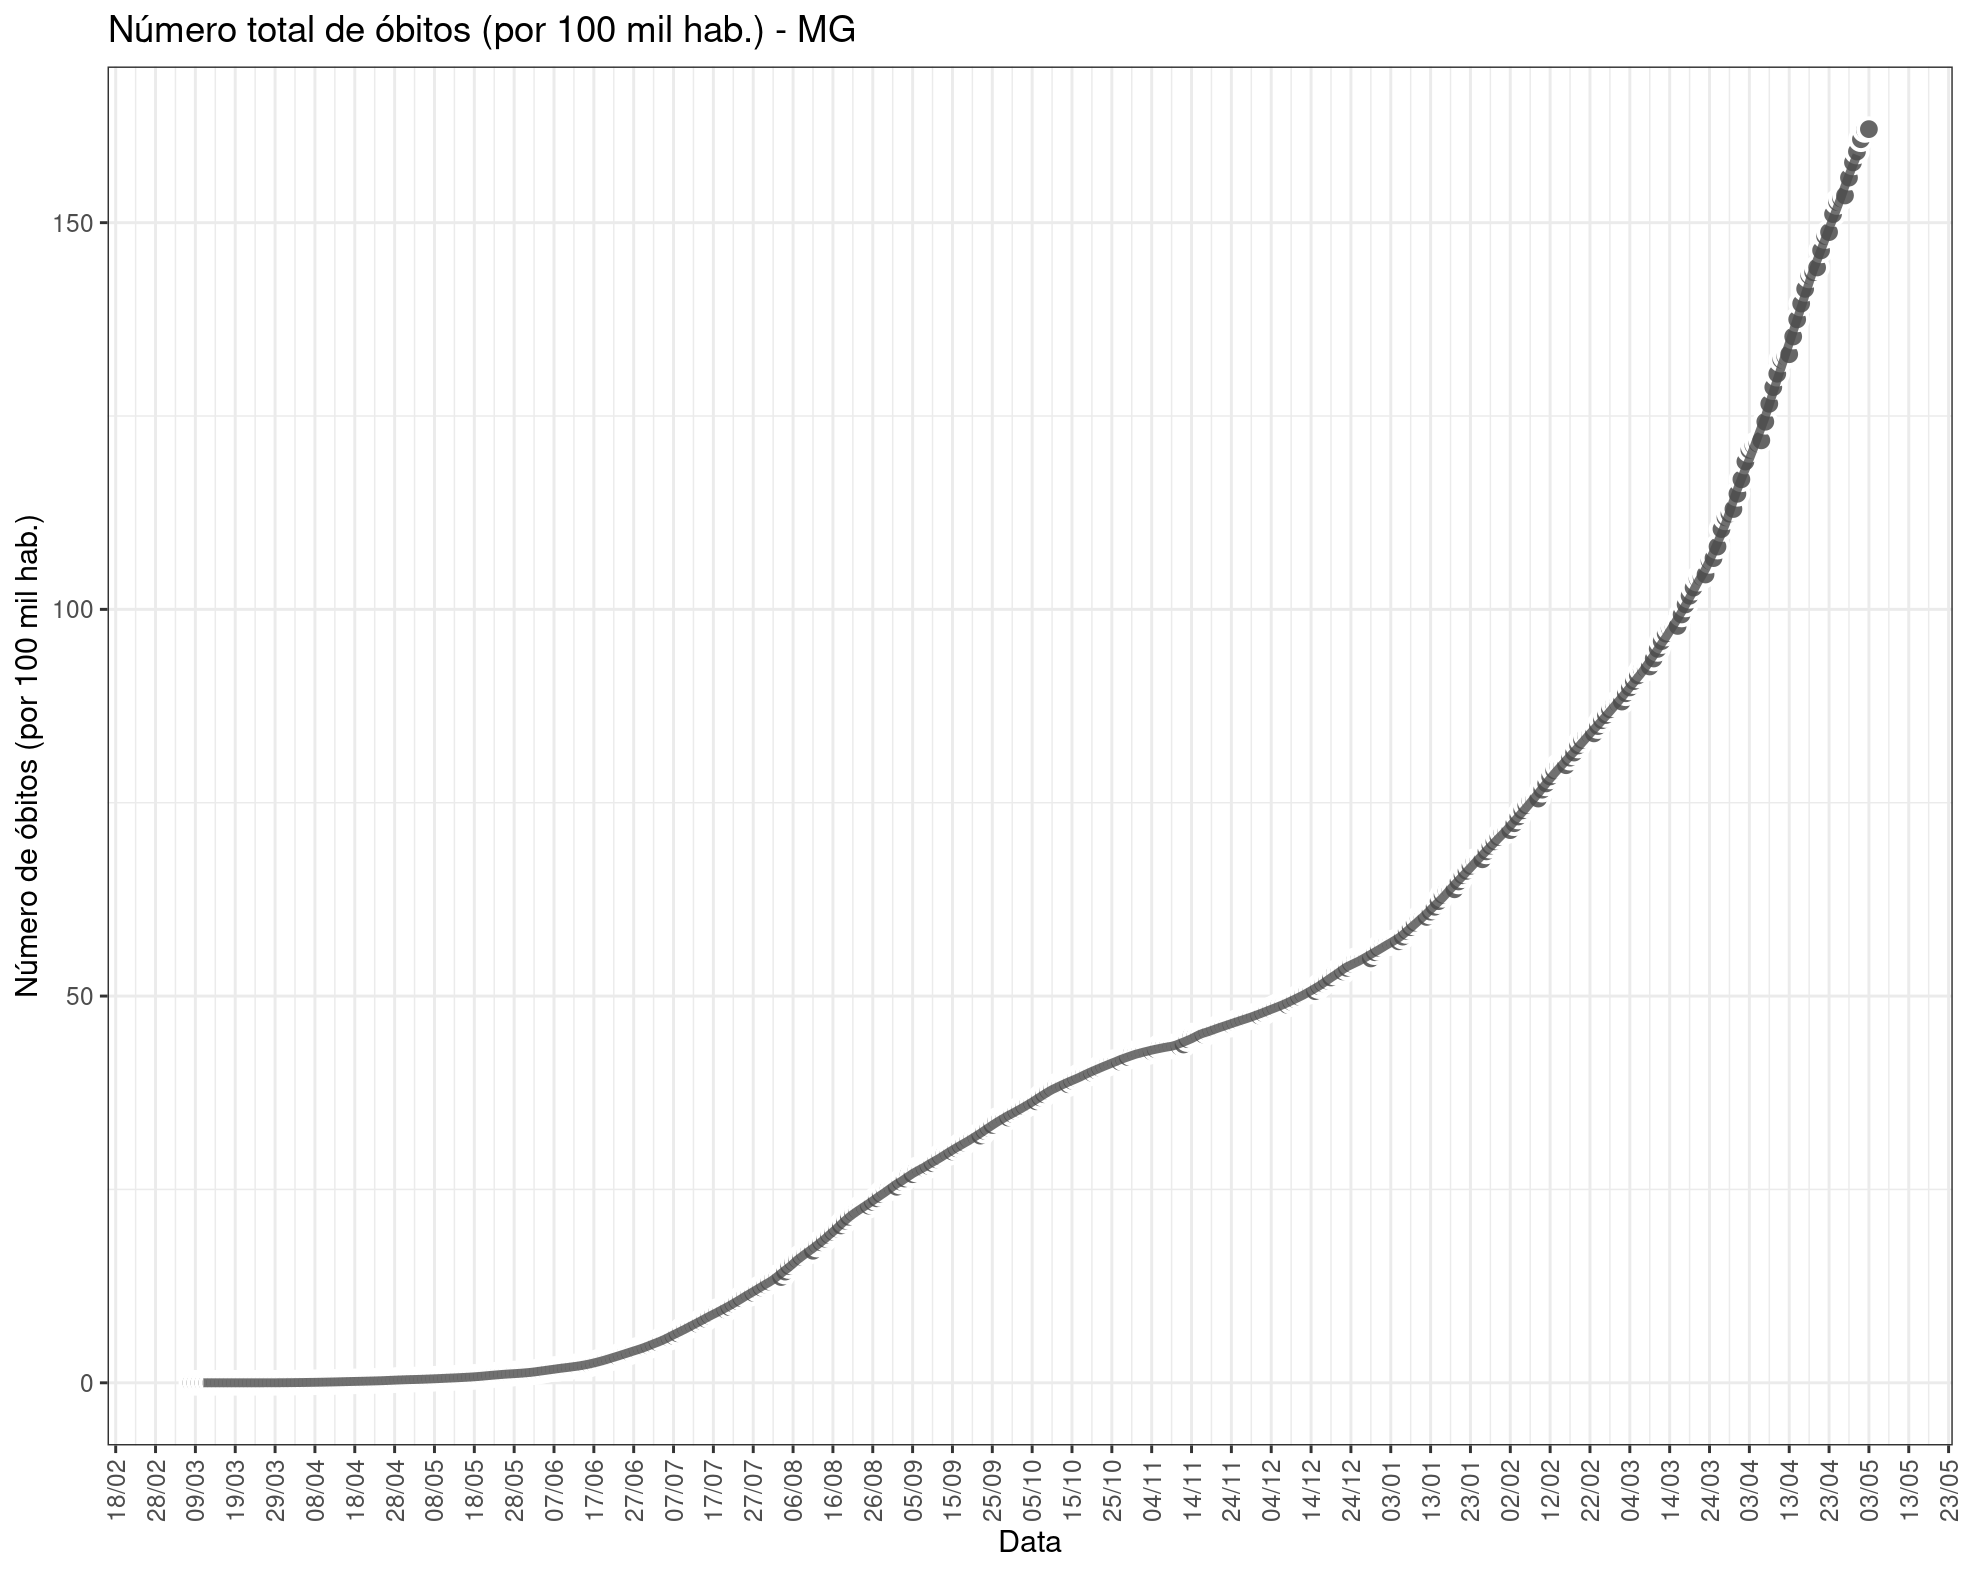 Número total de óbitos (por 100 mil hab.) - MG
Número de óbitos (por 100 mil hab.)
150
100
50
0
18/02 28/02 09/03 19/03 29/03 08/04 18/04 28/04 08/05 18/05 28/05 07/06 17/06 27/06 07/07 17/07 27/07 06/08 16/08 26/08 05/09 15/09 25/09 05/10 15/10 25/10 04/11 14/11 24/11 04/12 14/12 24/12 03/01 13/01 23/01 02/02 12/02 22/02 04/03 14/03 24/03 03/04 13/04 23/04 03/05 13/05 23/05
Data